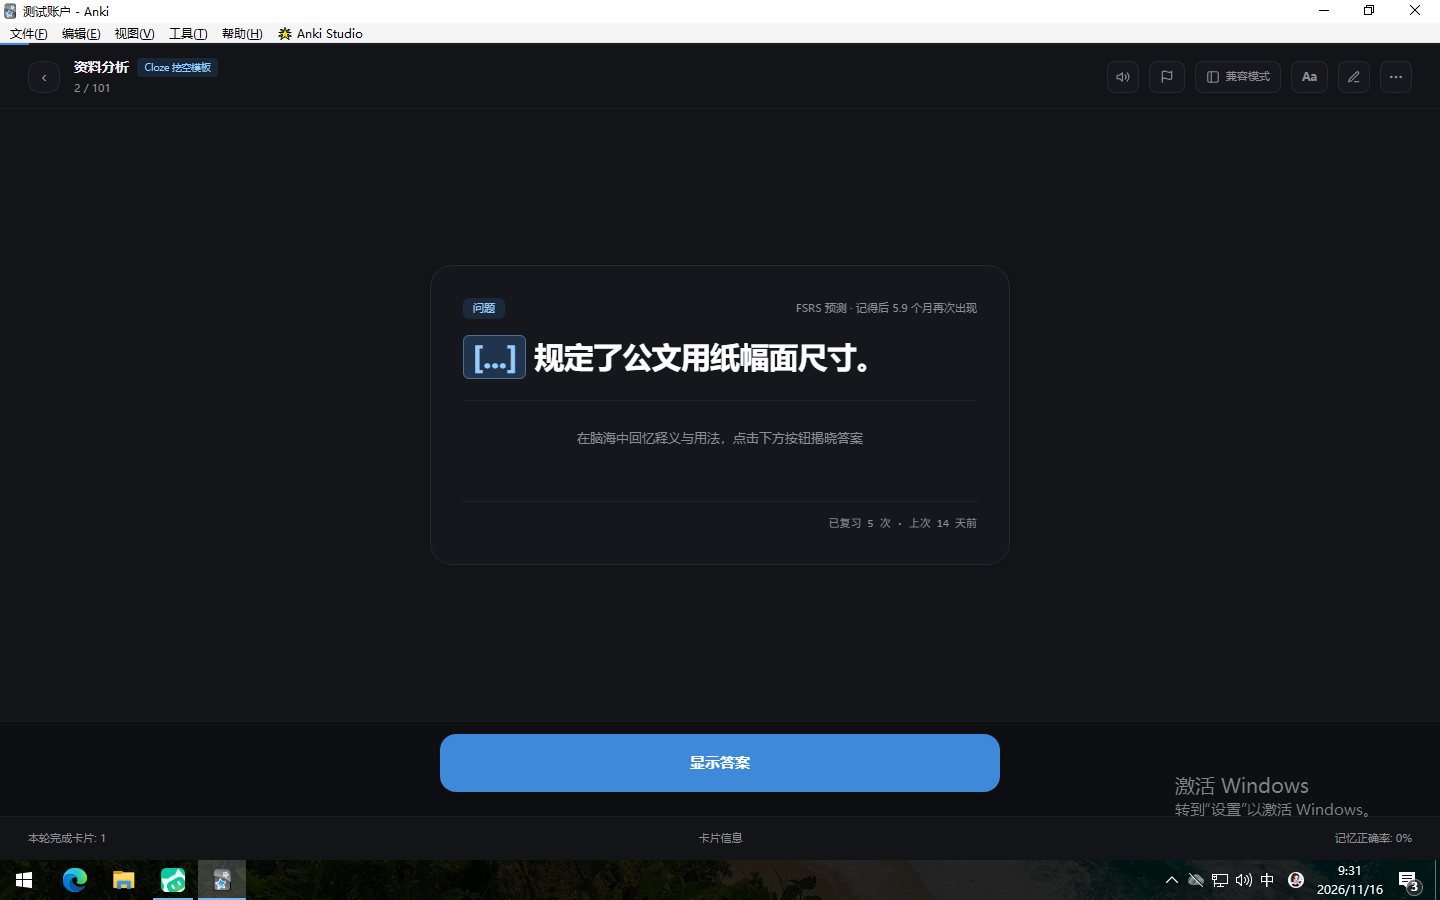 测试账户 - Anki
文件(F) 编辑(E) 视图(V) 工具(T) 帮助(H) Anki Studio
资料分析 Cloze 挖空模板
2 / 101
兼容模式 Aa
问题 FSRS 预测 · 记得后 5.9 个月再次出现
[...] 规定了公文用纸幅面尺寸。
在脑海中回忆释义与用法，点击下方按钮揭晓答案
已复习 5 次 · 上次 14 天前
显示答案
激活 Windows
转到“设置”以激活 Windows。
本轮完成卡片: 1 卡片信息 记忆正确率: 0%
中 9:31
2026/11/16 3